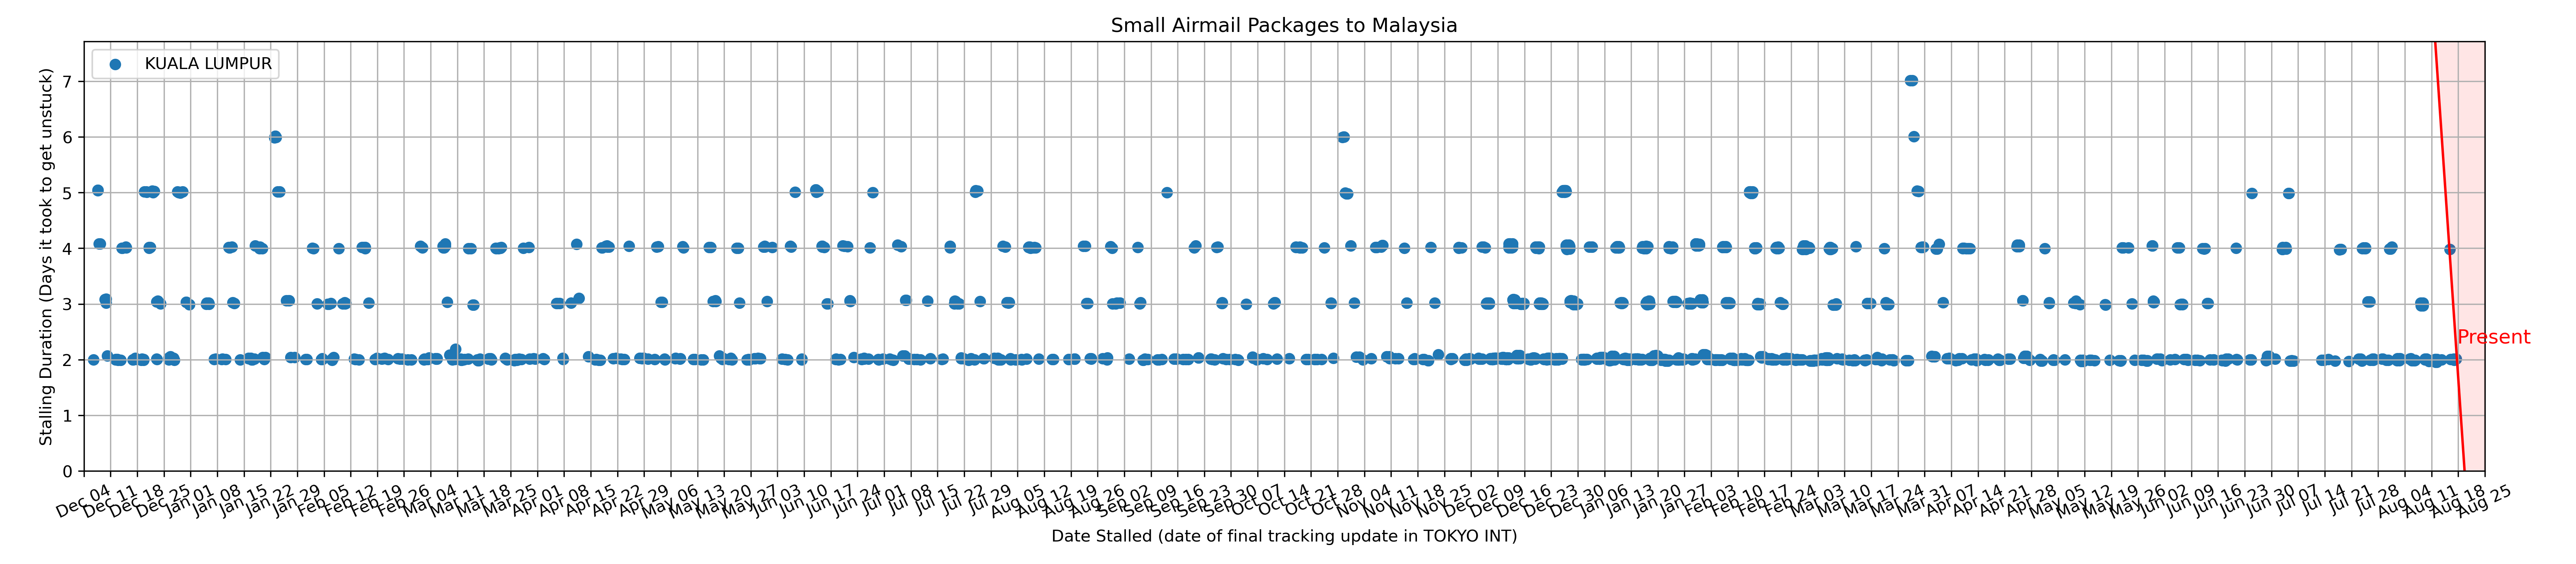 Small Airmail Packages to Malaysia
KUALA LUMPUR
Stalling Duration (Days it took to get unstuck)
7
6
5
4
3
2
1
0
Present
Dec 04
Dec 11
Dec 18
Dec 25
Jan 01
Jan 08
Jan 15
Jan 22
Jan 29
Feb 05
Feb 12
Feb 19
Feb 26
Mar 04
Mar 11
Mar 18
Mar 25
Apr 01
Apr 08
Apr 15
Apr 22
Apr 29
May 06
May 13
May 20
May 27
Jun 03
Jun 10
Jun 17
Jun 24
Jul 01
Jul 08
Jul 15
Jul 22
Jul 29
Aug 05
Aug 12
Aug 19
Aug 26
Sep 02
Sep 09
Sep 16
Sep 23
Sep 30
Oct 07
Oct 14
Oct 21
Oct 28
Nov 04
Nov 11
Nov 18
Nov 25
Dec 02
Dec 09
Dec 16
Dec 23
Dec 30
Jan 06
Jan 13
Jan 20
Jan 27
Feb 03
Feb 10
Feb 17
Feb 24
Mar 03
Mar 10
Mar 17
Mar 24
Mar 31
Apr 07
Apr 14
Apr 21
Apr 28
May 05
May 12
May 19
May 26
Jun 02
Jun 09
Jun 16
Jun 23
Jun 30
Jul 07
Jul 14
Jul 21
Jul 28
Aug 04
Aug 11
Aug 18
Aug 25
Date Stalled (date of final tracking update in TOKYO INT)